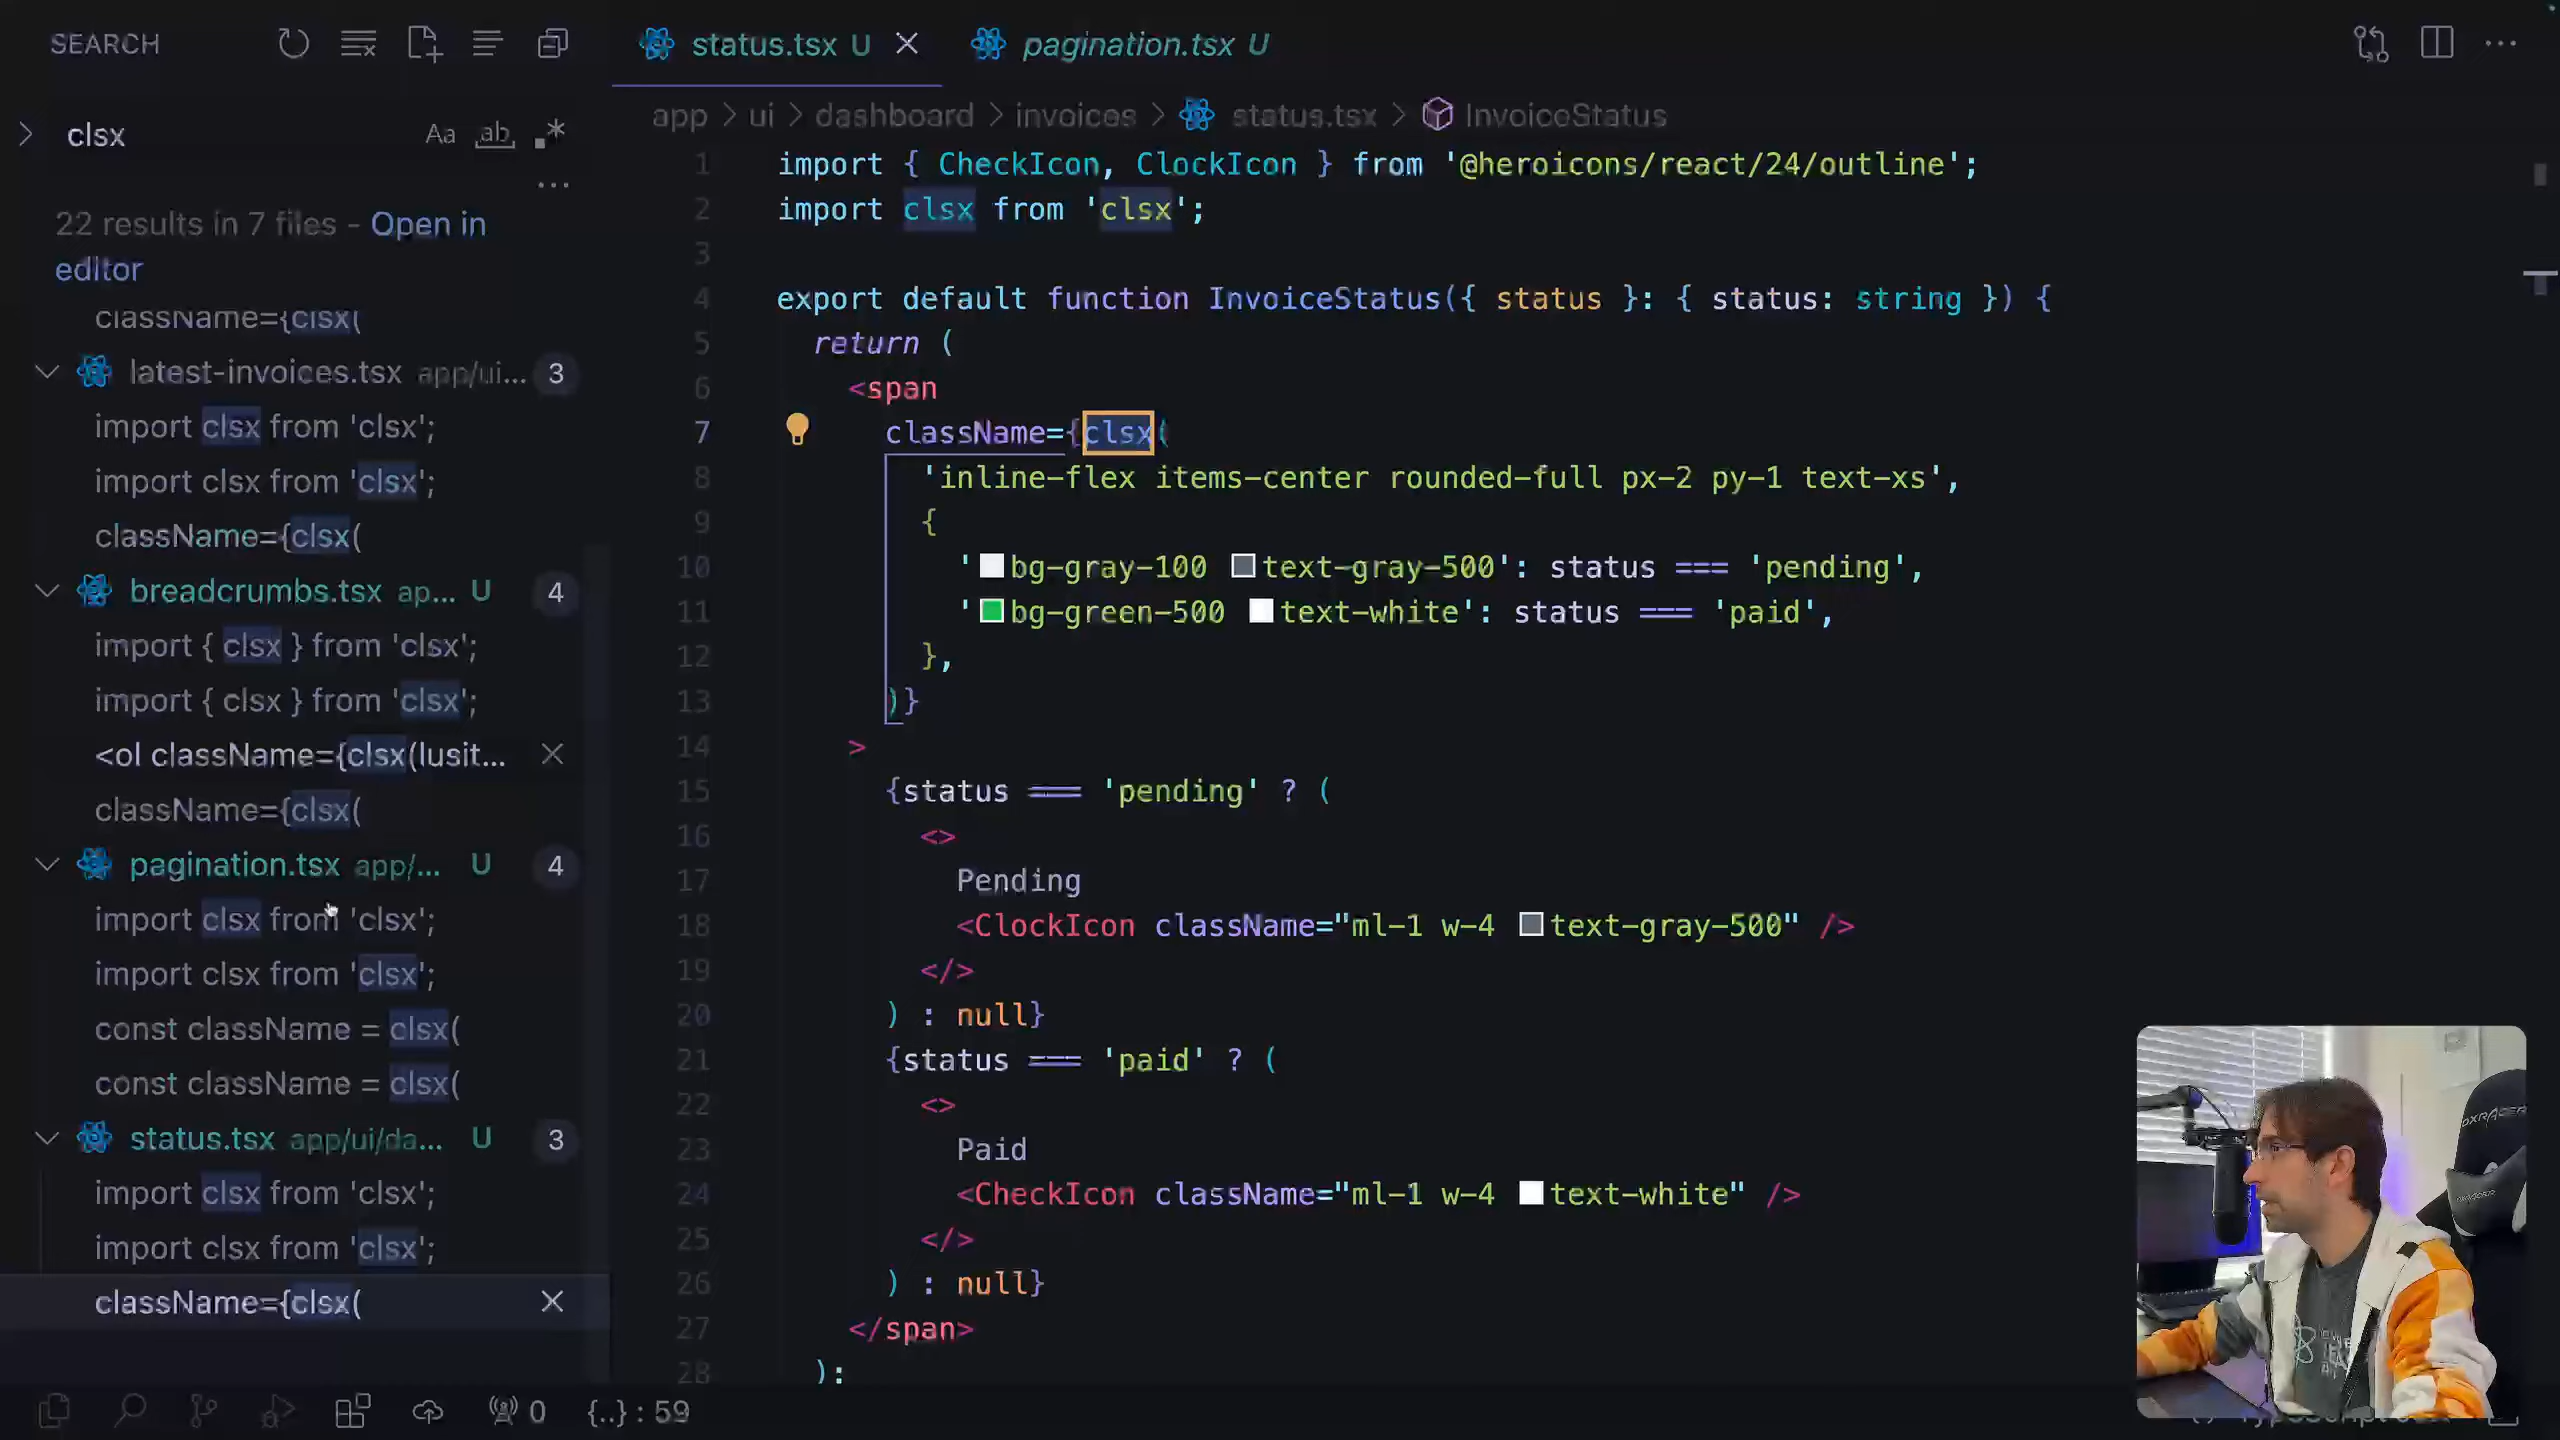 SEARCH
clsx
Aa
ab
.*
...
22 results in 7 files - Open in
editor
className={clsx(
latest-invoices.tsx app/ui... 3
import clsx from 'clsx';
import clsx from 'clsx';
className={clsx(
breadcrumbs.tsx ap... U 4
import { clsx } from 'clsx';
import { clsx } from 'clsx';
<ol className={clsx(lusit...
className={clsx(
pagination.tsx app/... U 4
import clsx from 'clsx';
import clsx from 'clsx';
const className = clsx(
const className = clsx(
status.tsx app/ui/da... U 3
import clsx from 'clsx';
import clsx from 'clsx';
className={clsx(
0
{..} : 59
status.tsx U
pagination.tsx U
app > ui > dashboard > invoices > status.tsx > InvoiceStatus
1 import { CheckIcon, ClockIcon } from '@heroicons/react/24/outline';
2 import clsx from 'clsx';
3
4 export default function InvoiceStatus({ status }: { status: string }) {
5 return (
6 <span
7 className={clsx(
8 'inline-flex items-center rounded-full px-2 py-1 text-xs',
9 {
10 'bg-gray-100 text-gray-500': status === 'pending',
11 'bg-green-500 text-white': status === 'paid',
12 },
13 )}
14 >
15 {status === 'pending' ? (
16 <>
17 Pending
18 <ClockIcon className="ml-1 w-4 text-gray-500" />
19 </>
20 ) : null}
21 {status === 'paid' ? (
22 <>
23 Paid
24 <CheckIcon className="ml-1 w-4 text-white" />
25 </>
26 ) : null}
27 </span>
28 );
DXRACER